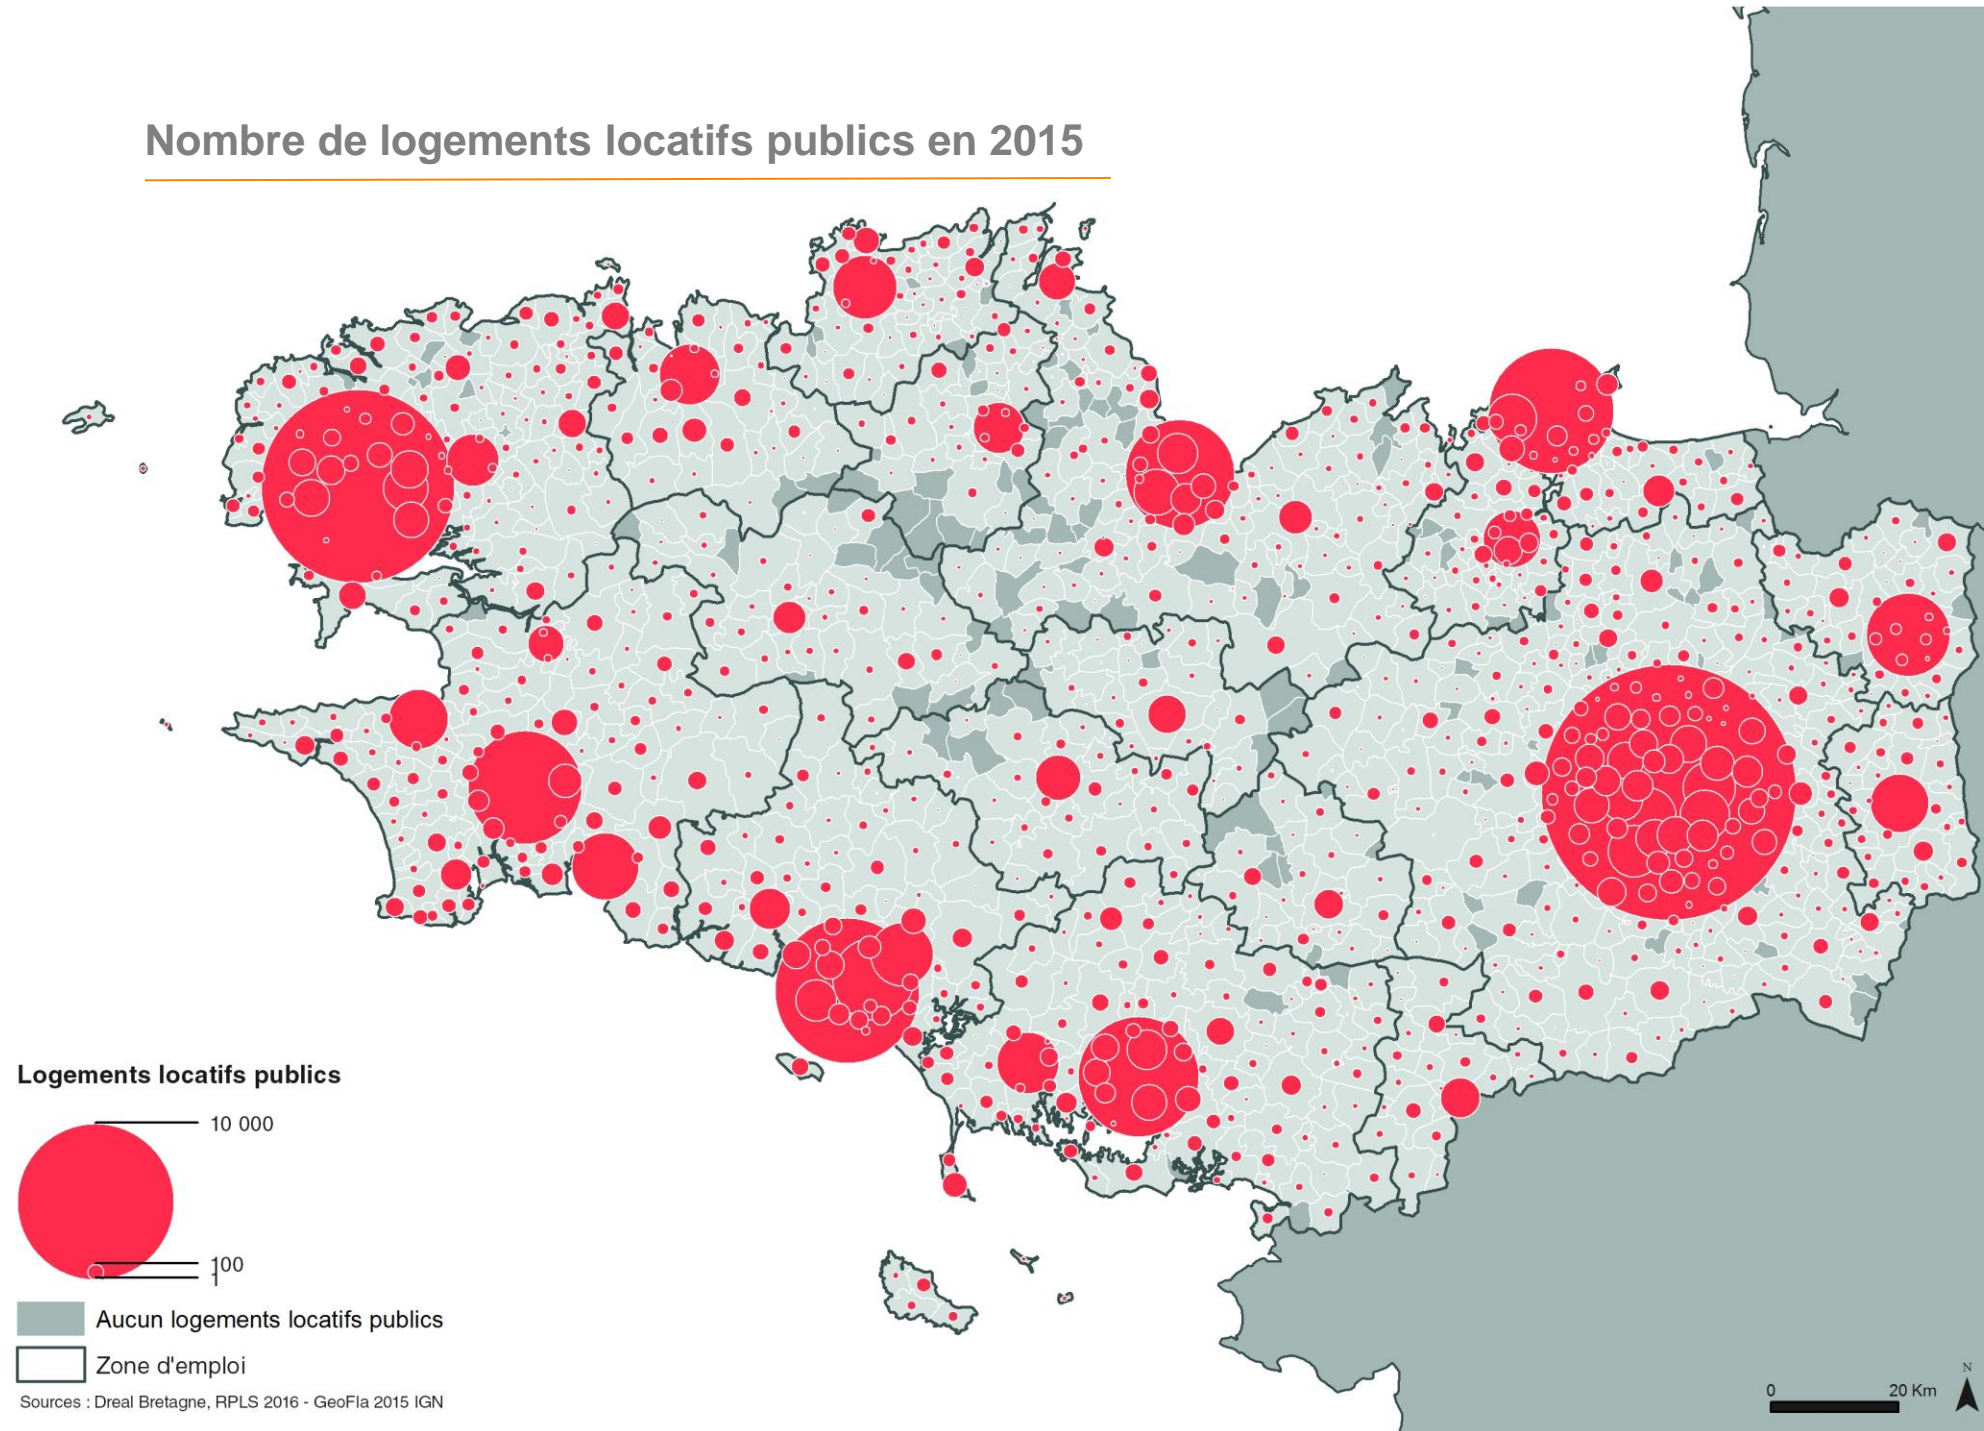 Nombre de logements locatifs publics en 2015
Logements locatifs publics
10 000
100
1
Aucun logements locatifs publics
Zone d'emploi
Sources : Dreal Bretagne, RPLS 2016 - GeoFla 2015 IGN
N
0 20 Km